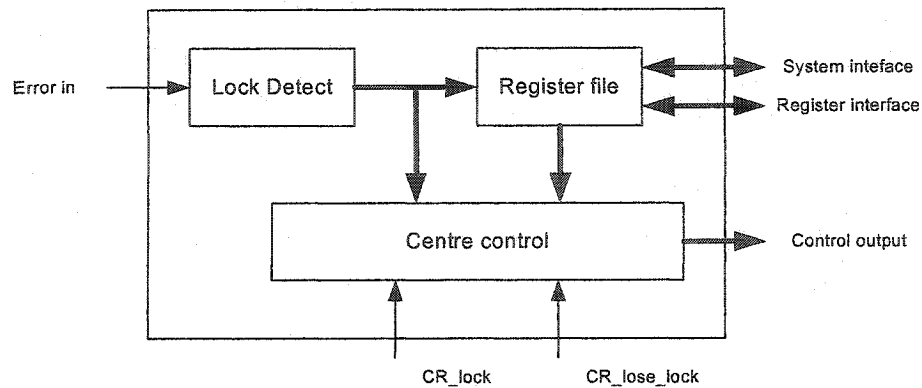 System inteface
Error in
Lock Detect
Register file
Register interface
Centre control
Control output
CR_lock
CR_lose_lock